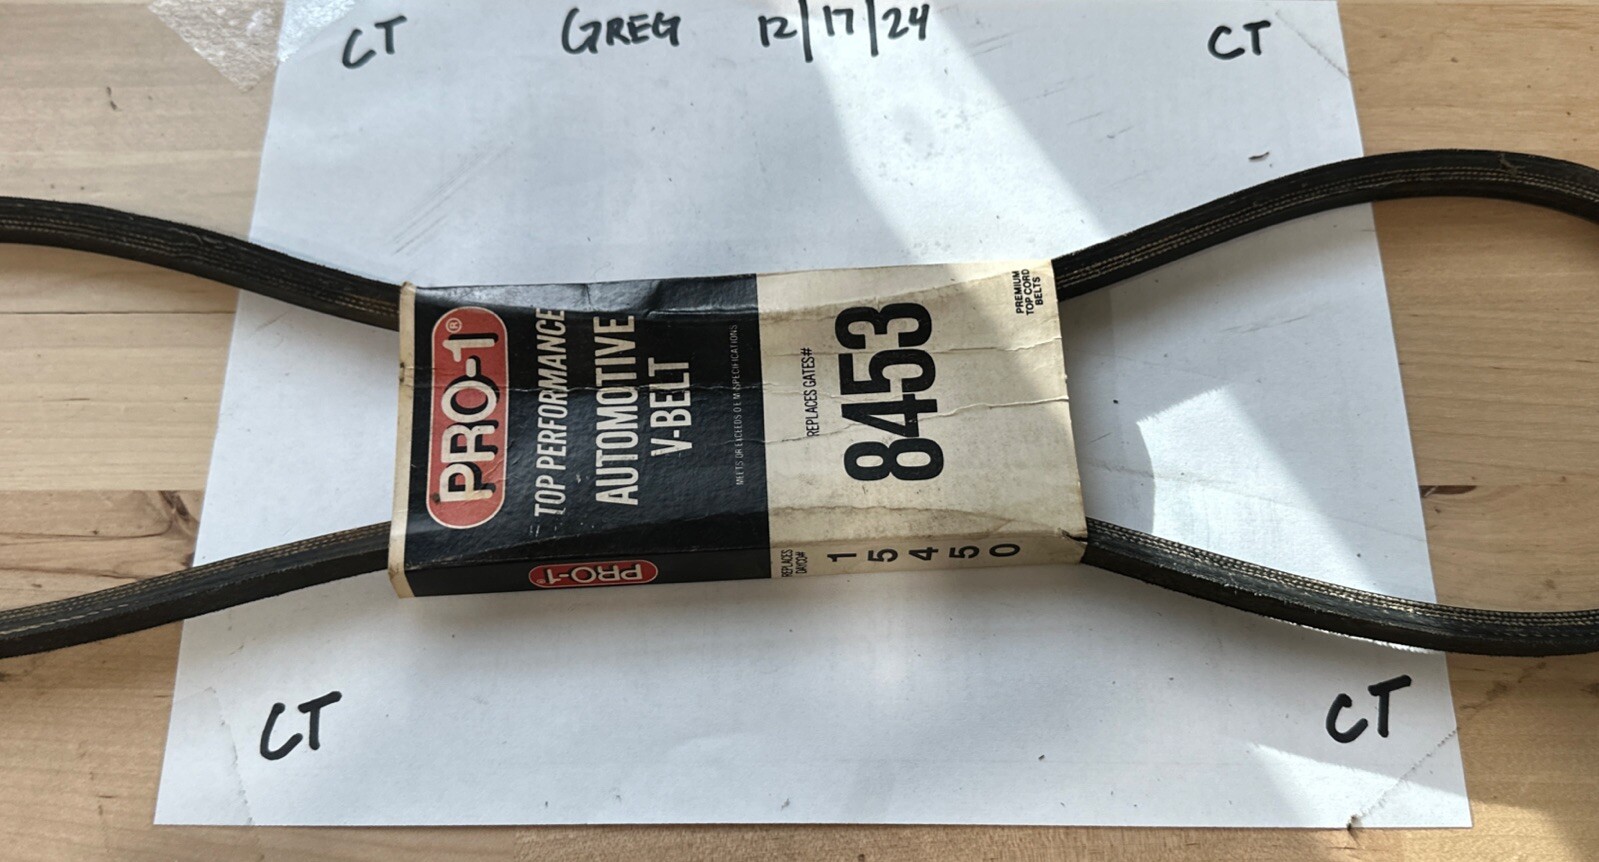 CT GREG 12/17/24 CT
PRO-1®
TOP PERFORMANCE
AUTOMOTIVE
V-BELT
MEETS OR EXCEEDS O E M SPECIFICATIONS
REPLACES GATES#
8453
PREMIUM
TOP CORD
BELTS
PRO-1®
REPLACES
DAYCO#
15450
CT CT